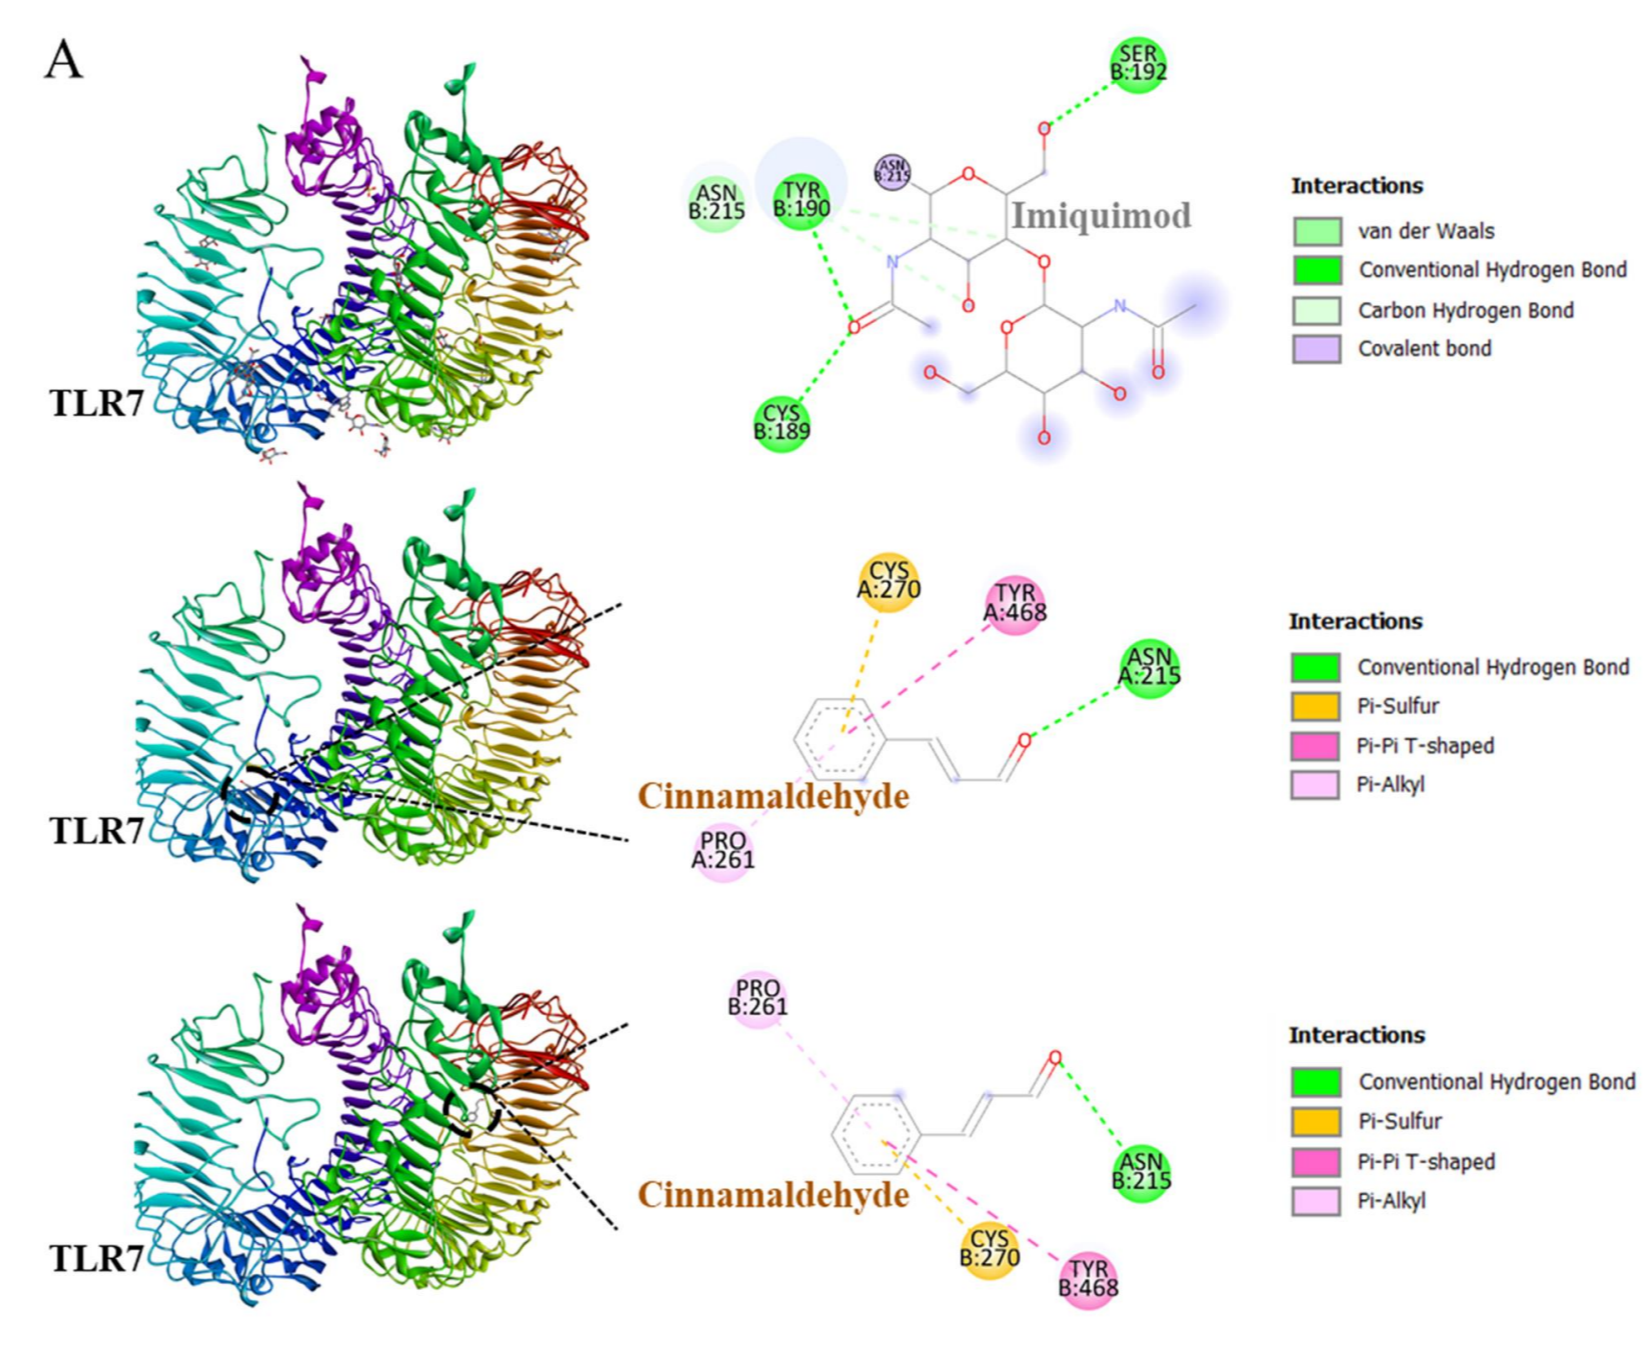 A
TLR7
SER
B:192
ASN
B:215
TYR
B:190
ASN
B:215
Imiquimod
O
O
O
O
N
O
O
O
N
O
O
O
O
CYS
B:189
Interactions
van der Waals
Conventional Hydrogen Bond
Carbon Hydrogen Bond
Covalent bond
TLR7
CYS
A:270
TYR
A:468
ASN
A:215
O
Cinnamaldehyde
PRO
A:261
Interactions
Conventional Hydrogen Bond
Pi-Sulfur
Pi-Pi T-shaped
Pi-Alkyl
TLR7
PRO
B:261
O
ASN
B:215
Cinnamaldehyde
CYS
B:270
TYR
B:468
Interactions
Conventional Hydrogen Bond
Pi-Sulfur
Pi-Pi T-shaped
Pi-Alkyl